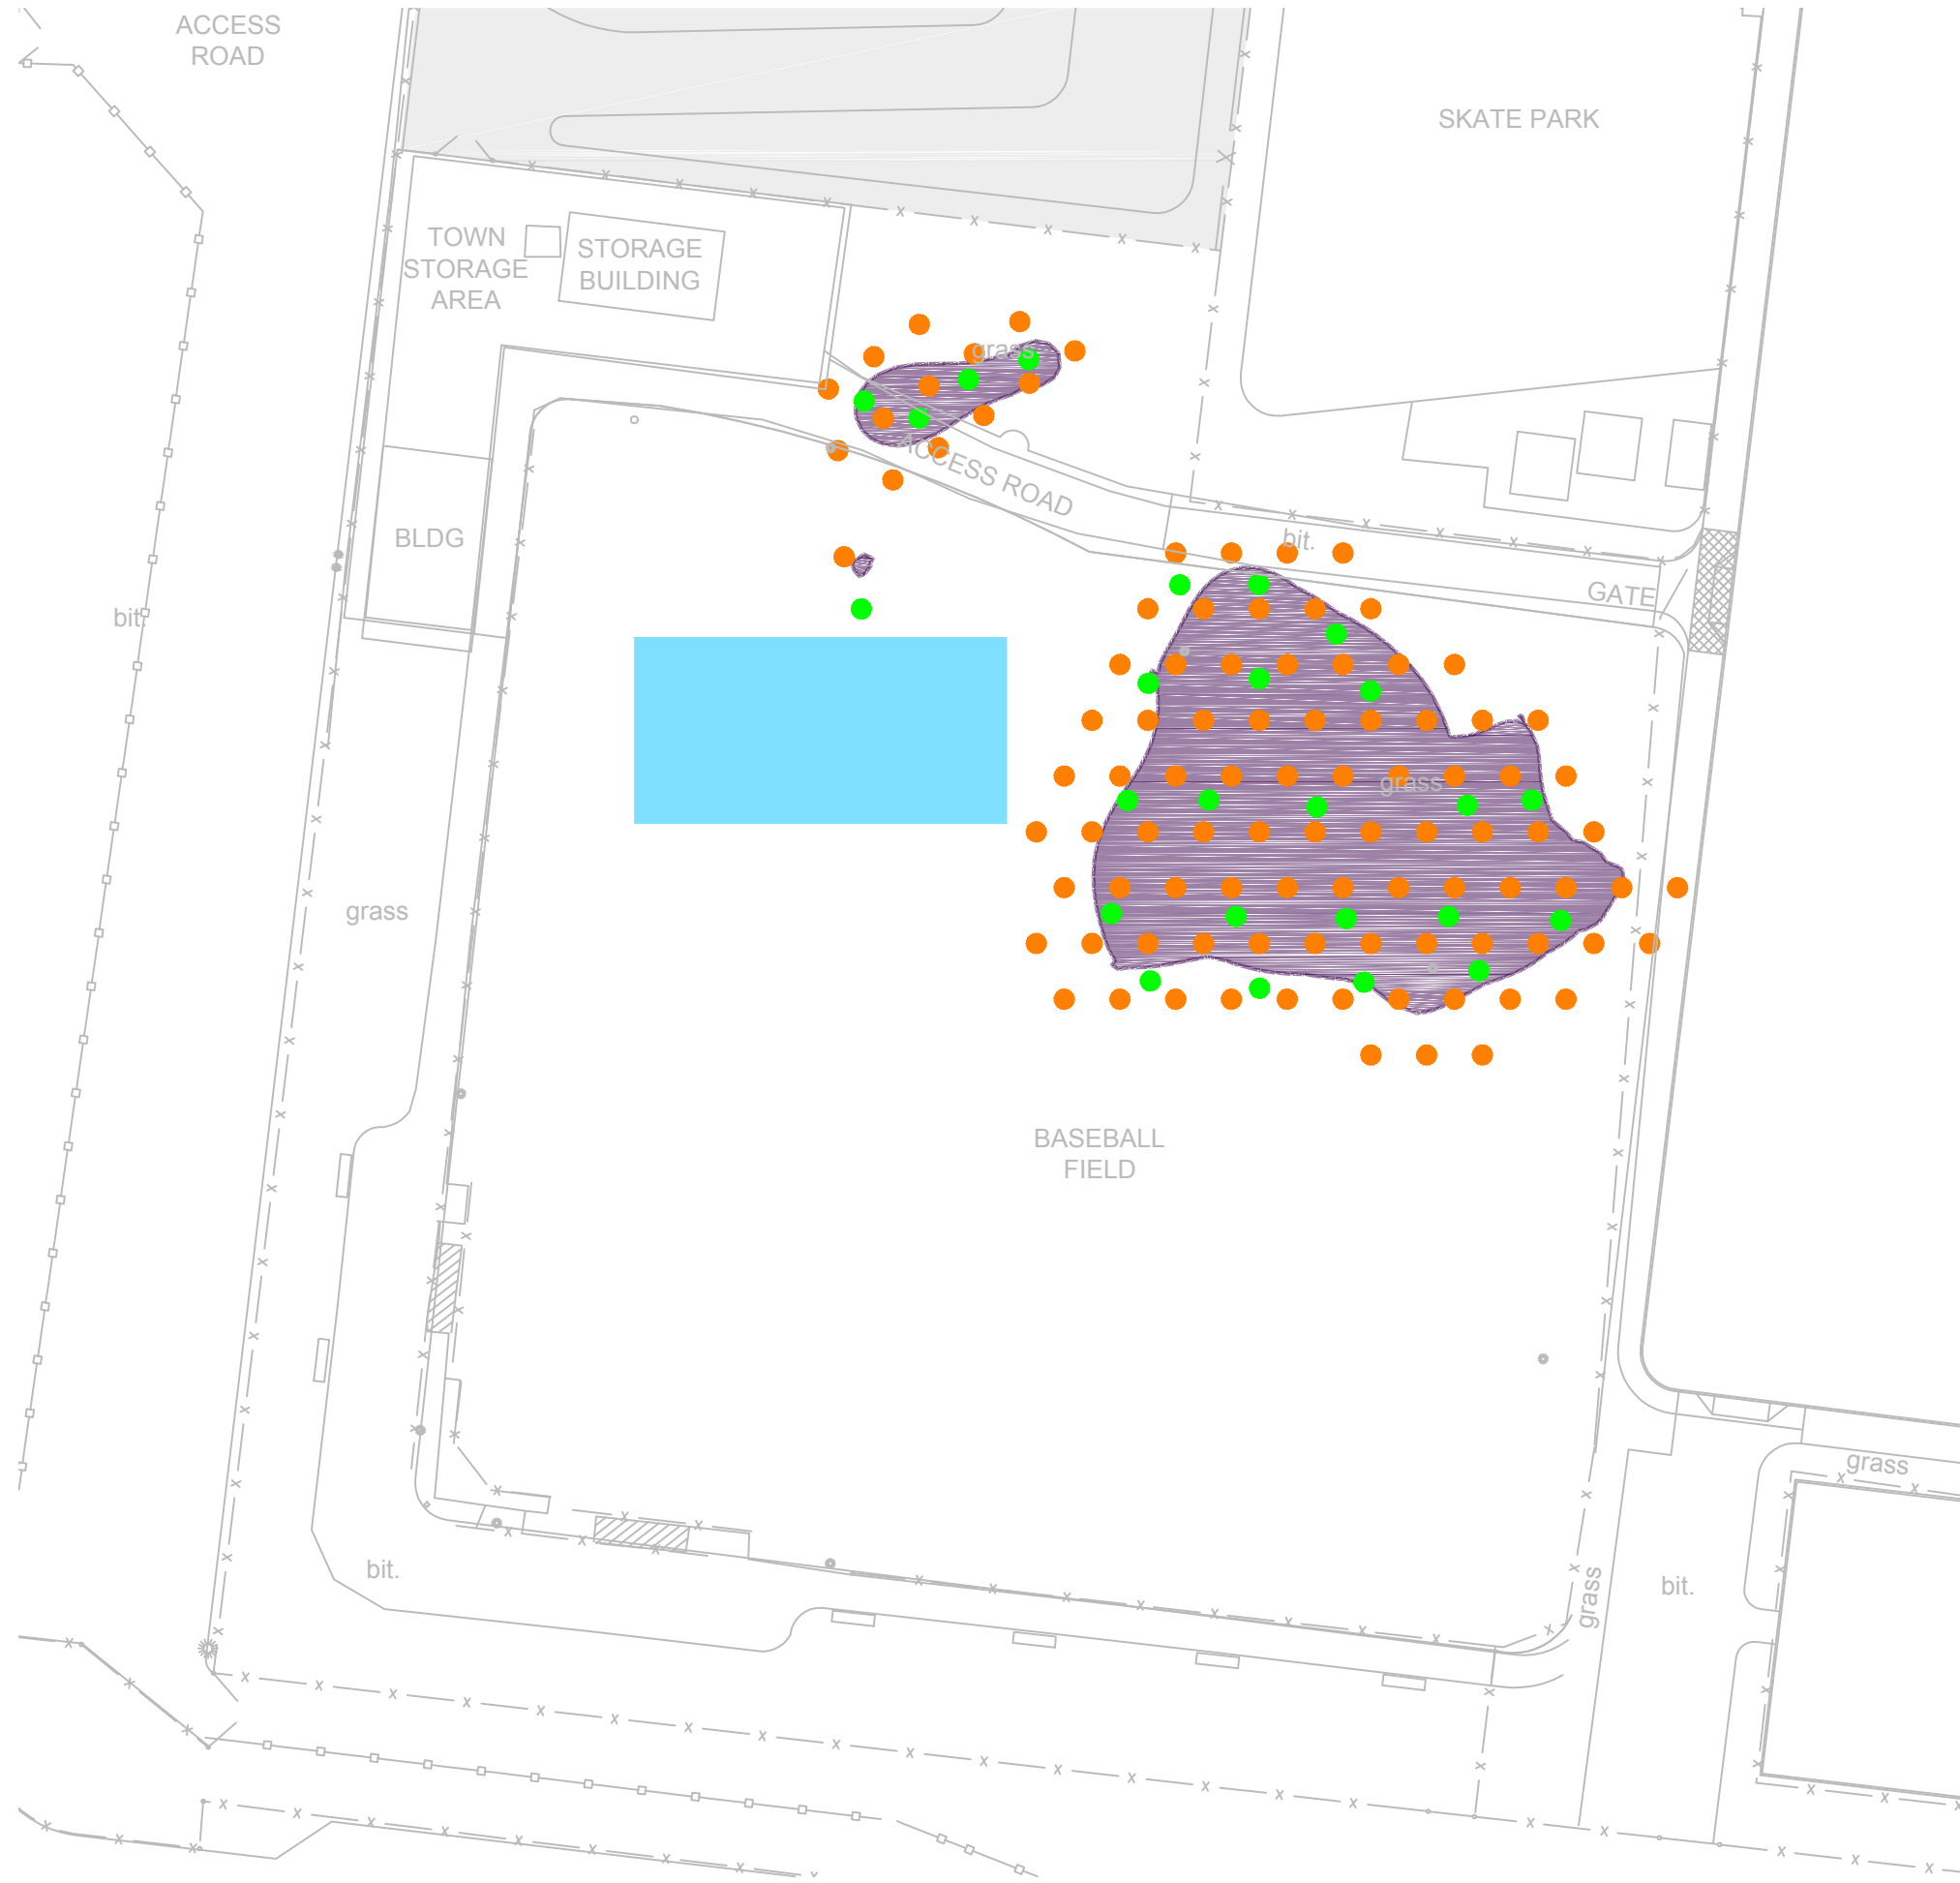 ACCESS
ROAD
SKATE PARK
TOWN
STORAGE
AREA
STORAGE
BUILDING
grass
ACCESS ROAD
BLDG
bit.
GATE
bit.
grass
grass
BASEBALL
FIELD
grass
bit.
grass
bit.